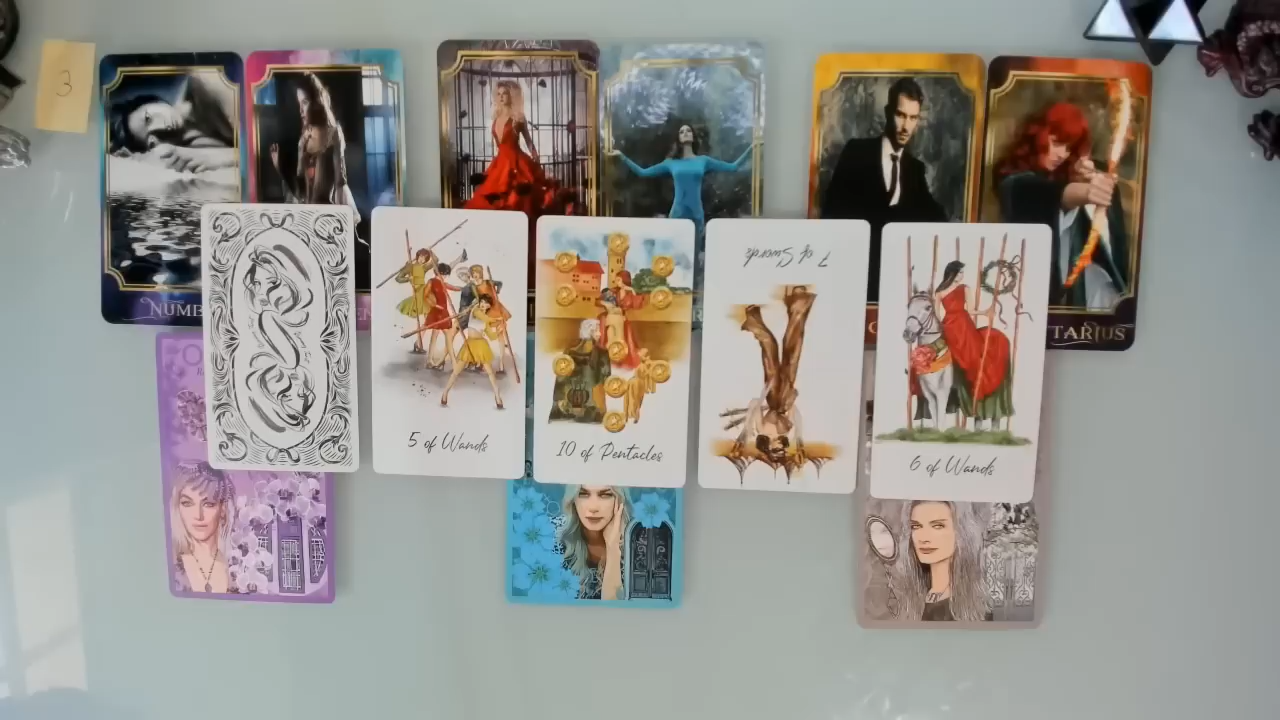 3
NUMB
TARIUS
7 of Swords
5 of Wands
10 of Pentacles
6 of Wands